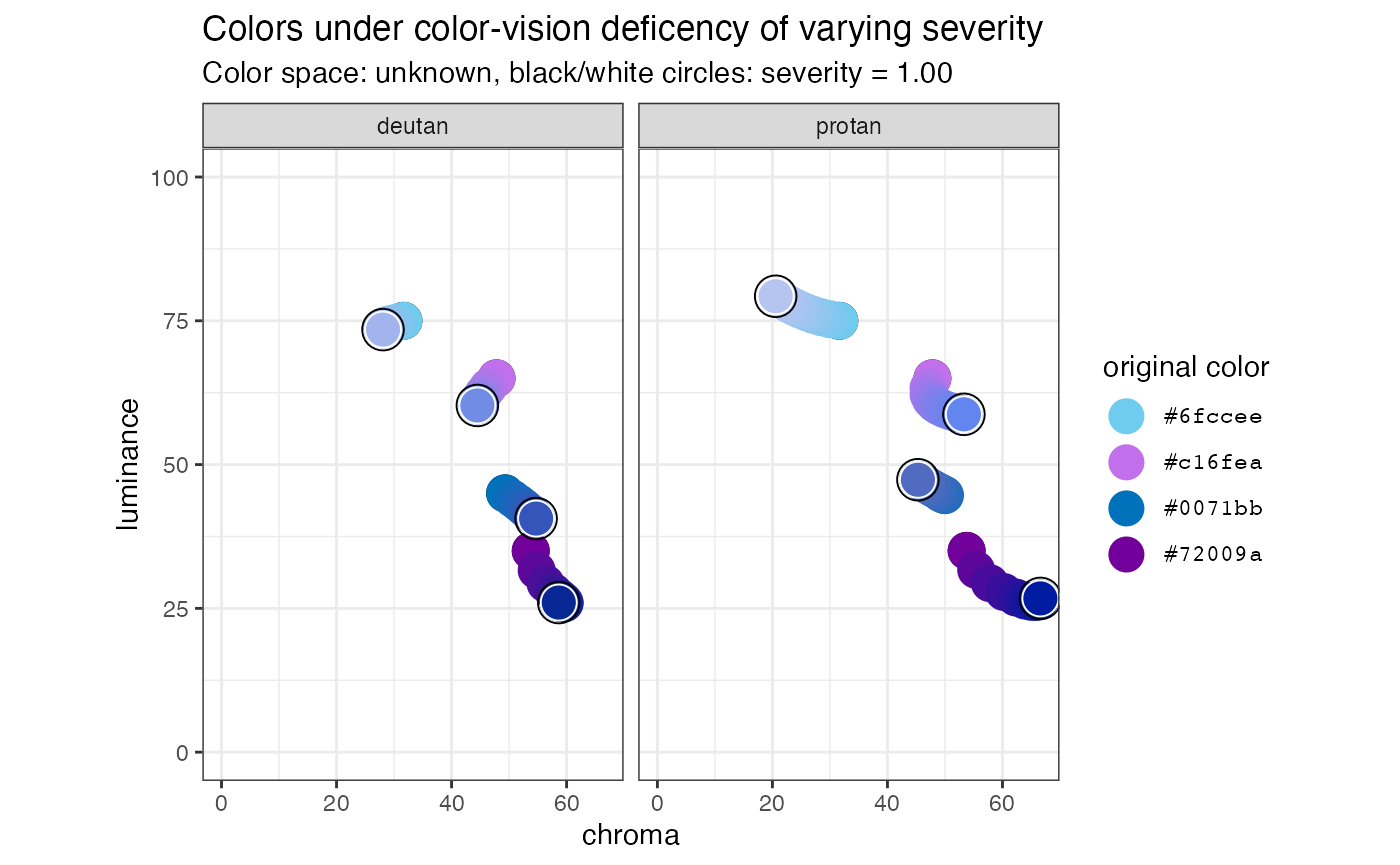 Colors under color-vision deficency of varying severity
Color space: unknown, black/white circles: severity = 1.00
deutan
protan
100
75
50
25
0
luminance
0 20 40 60
0 20 40 60
chroma
original color
#6fccee
#c16fea
#0071bb
#72009a